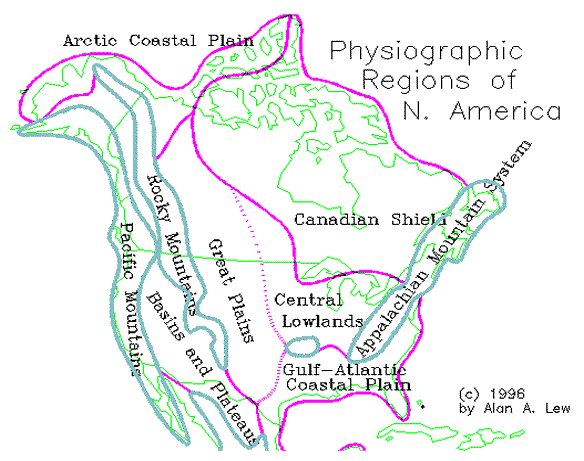 Arctic Coastal Plain
Physiographic
Regions of
N. America
Rocky Mountains
Canadian Shield
Appalachian Mountain System
Pacific Mountains
Great Plains
Basins and Plateaus
Central
Lowlands
Gulf-Atlantic
Coastal Plain
(c) 1996
by Alan A. Lew